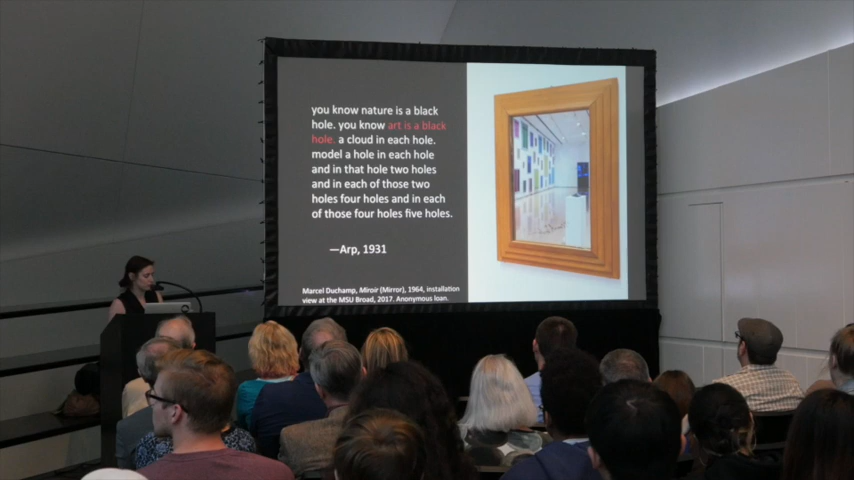 you know nature is a black
hole. you know art is a black
hole. a cloud in each hole.
model a hole in each hole
and in that hole two holes
and in each of those two
holes four holes and in each
of those four holes five holes.
—Arp, 1931
Marcel Duchamp, Miroir (Mirror), 1964, installation
view at the MSU Broad, 2017. Anonymous loan.